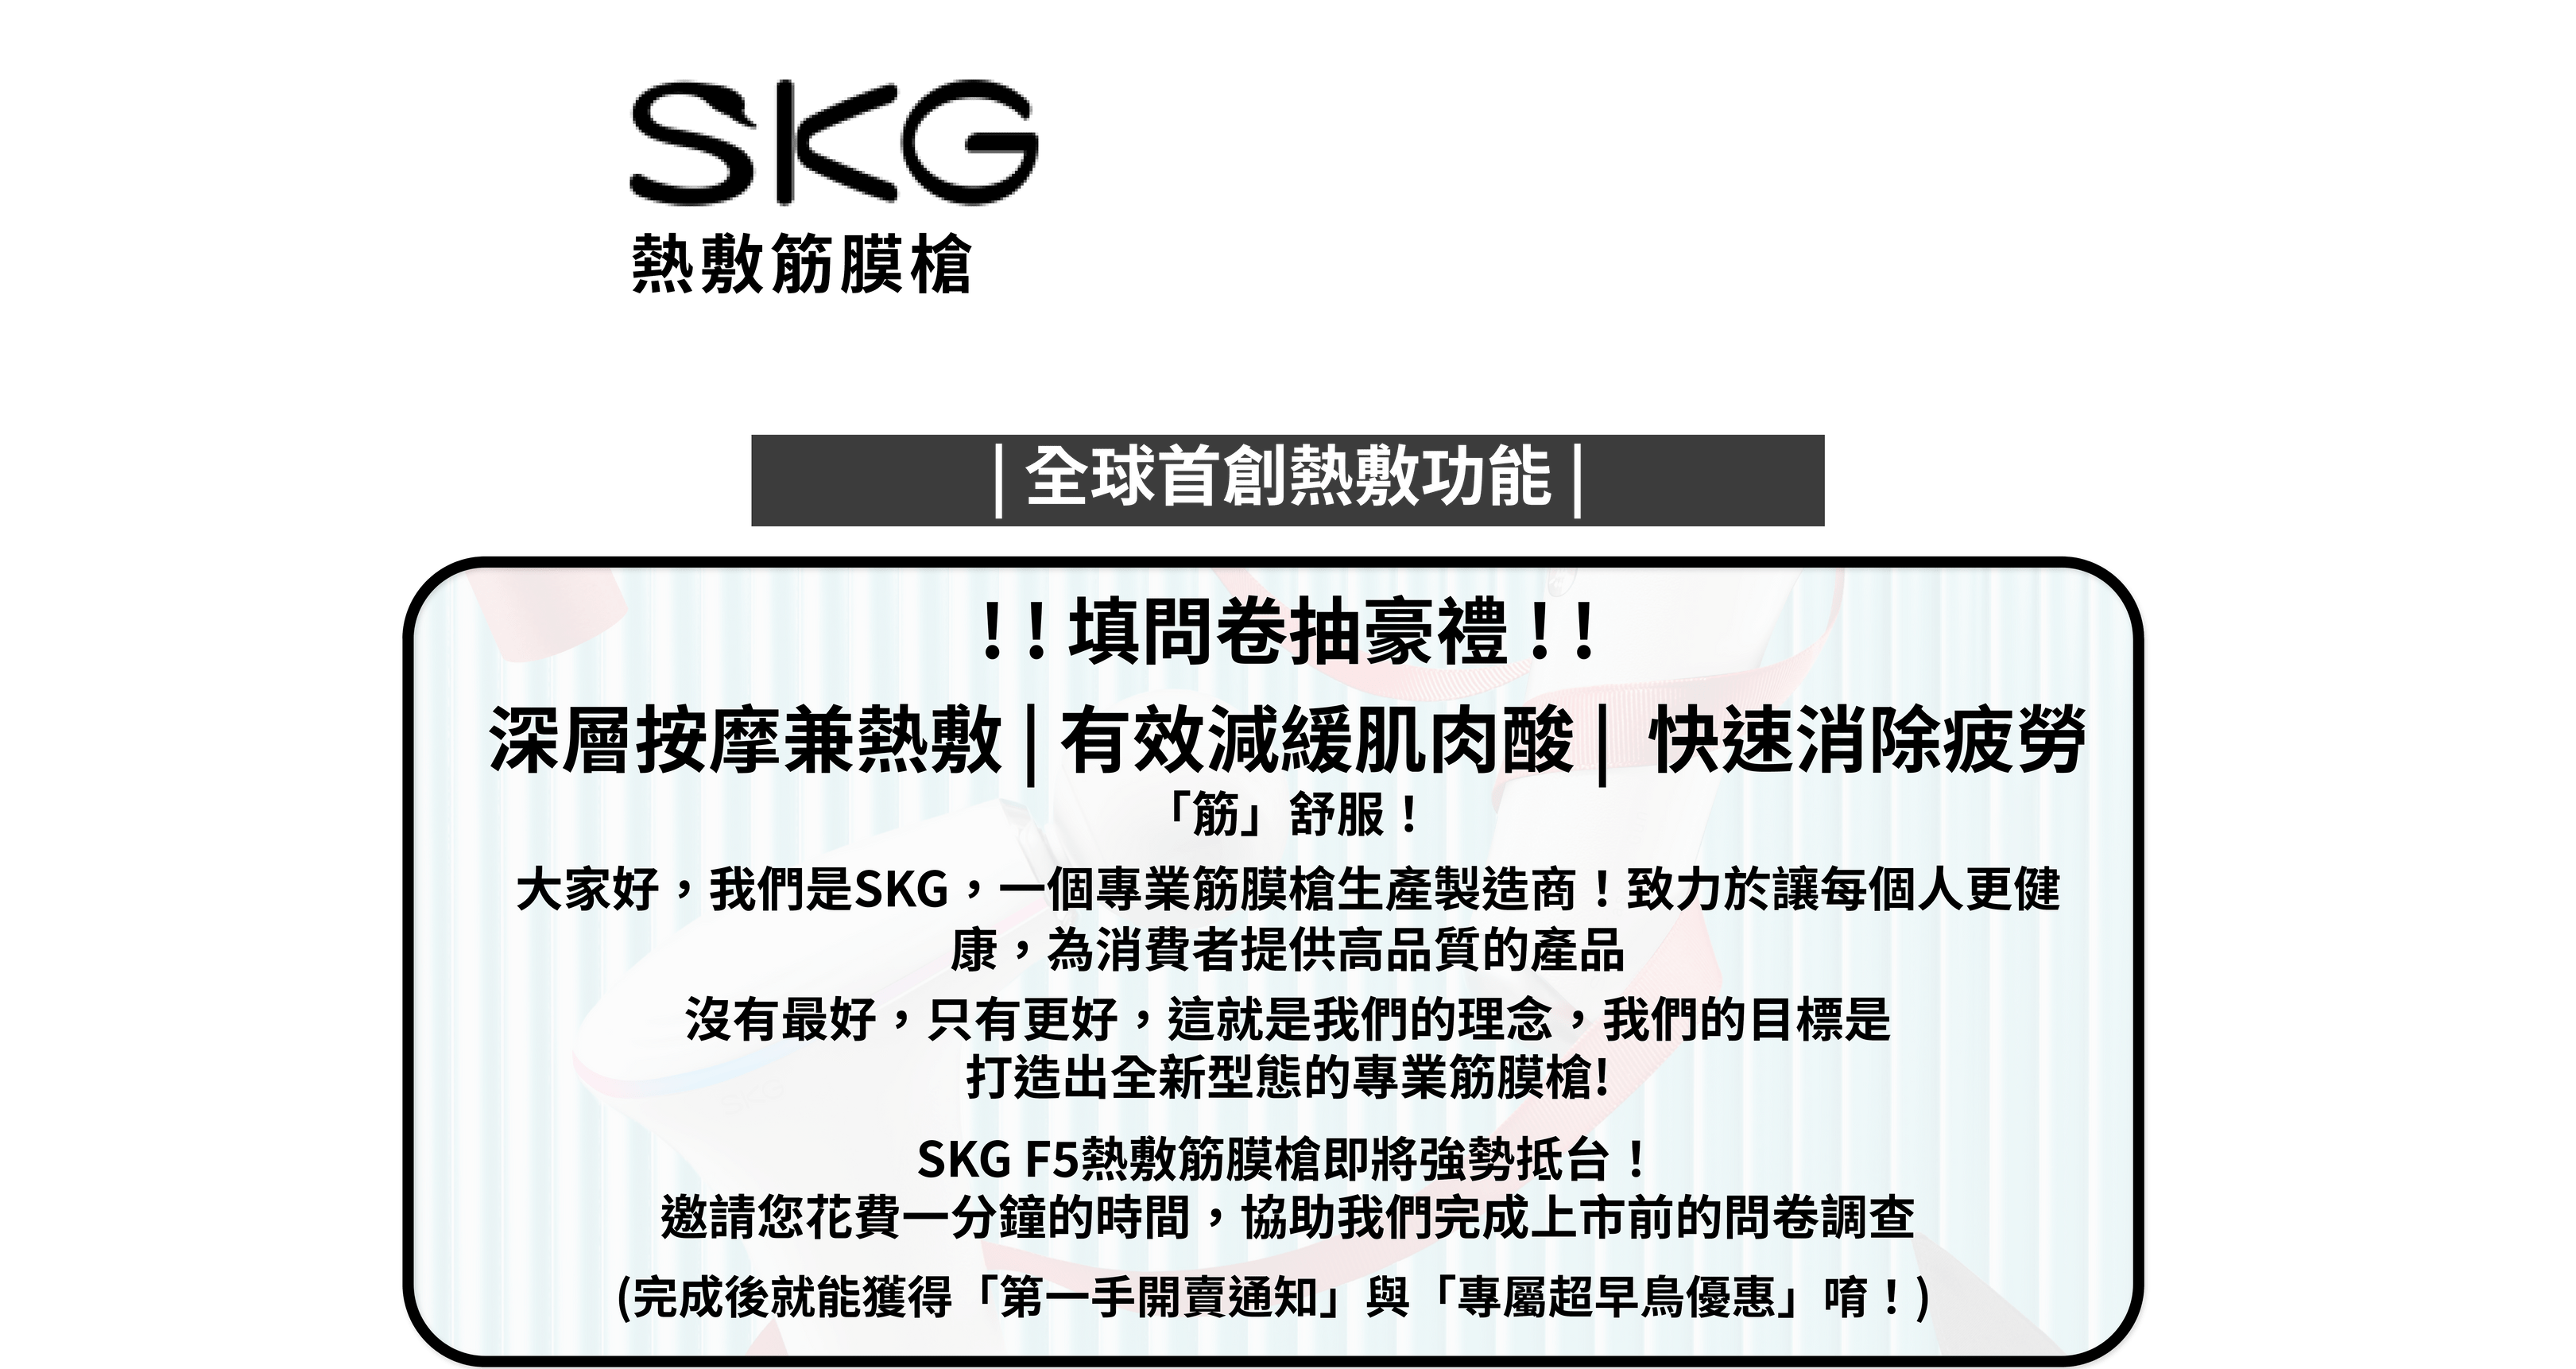 SKG
熱敷筋膜槍
| 全球首創熱敷功能 |
！！填問卷抽豪禮！！
深層按摩兼熱敷 | 有效減緩肌肉酸 | 快速消除疲勞
「筋」舒服！
大家好，我們是SKG，一個專業筋膜槍生產製造商！致力於讓每個人更健
康，為消費者提供高品質的產品
沒有最好，只有更好，這就是我們的理念，我們的目標是
打造出全新型態的專業筋膜槍!
SKG F5熱敷筋膜槍即將強勢抵台！
邀請您花費一分鐘的時間，協助我們完成上市前的問卷調查
(完成後就能獲得「第一手開賣通知」與「專屬超早鳥優惠」唷！)